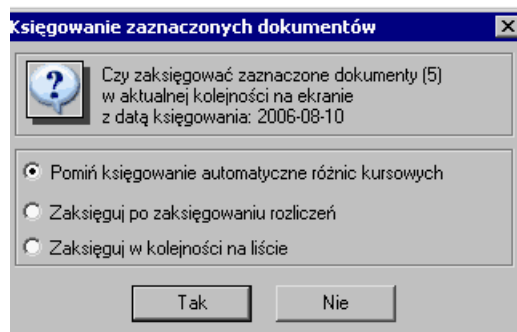 Księgowanie zaznaczonych dokumentów
Czy zaksięgować zaznaczone dokumenty (5)
w aktualnej kolejności na ekranie
z datą księgowania: 2006-08-10
Pomiń księgowanie automatyczne różnic kursowych
Zaksięguj po zaksięgowaniu rozliczeń
Zaksięguj w kolejności na liście
Tak
Nie